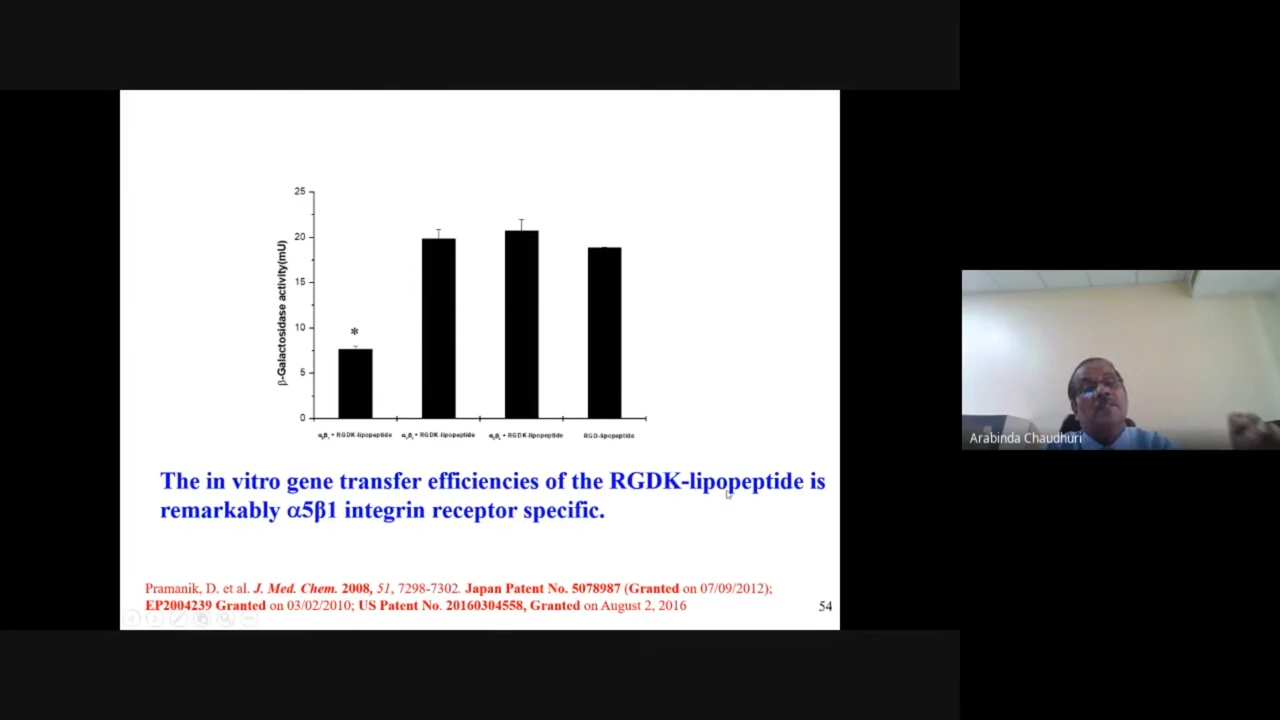 25
20
15
10
5
0
β-Galactosidase activity(mU)
*
+ RGDK-lipopeptide
+ RGDK-lipopeptide
+ RGDK-lipopeptide
RGD-lipopeptide
The in vitro gene transfer efficiencies of the RGDK-lipopeptide is
remarkably α5β1 integrin receptor specific.
Pramanik, D. et al. J. Med. Chem. 2008, 51, 7298-7302. Japan Patent No. 5078987 (Granted on 07/09/2012);
EP2004239 Granted on 03/02/2010; US Patent No. 20160304558, Granted on August 2, 2016
54
Arabinda Chaudhuri